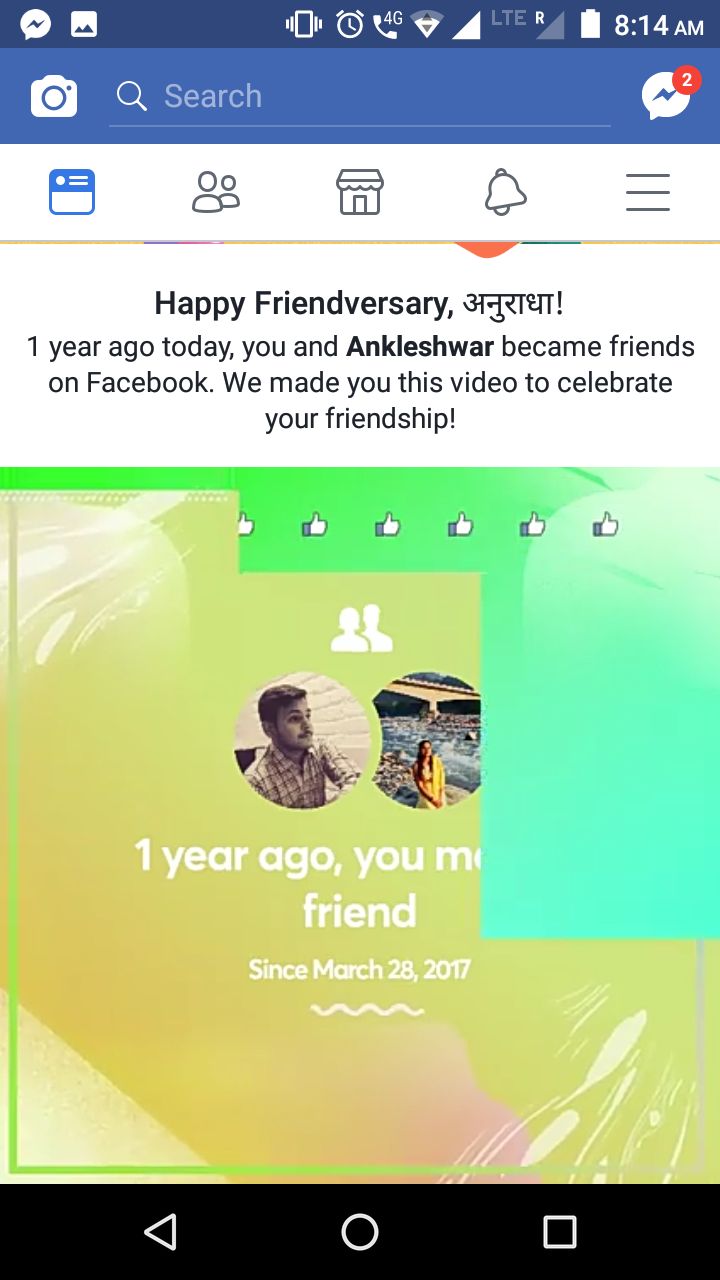 4G LTE R 8:14 AM
Search
2
Happy Friendversary, अनुराधा!
1 year ago today, you and Ankleshwar became friends
on Facebook. We made you this video to celebrate
your friendship!
1 year ago, you
friend
Since March 28, 2017